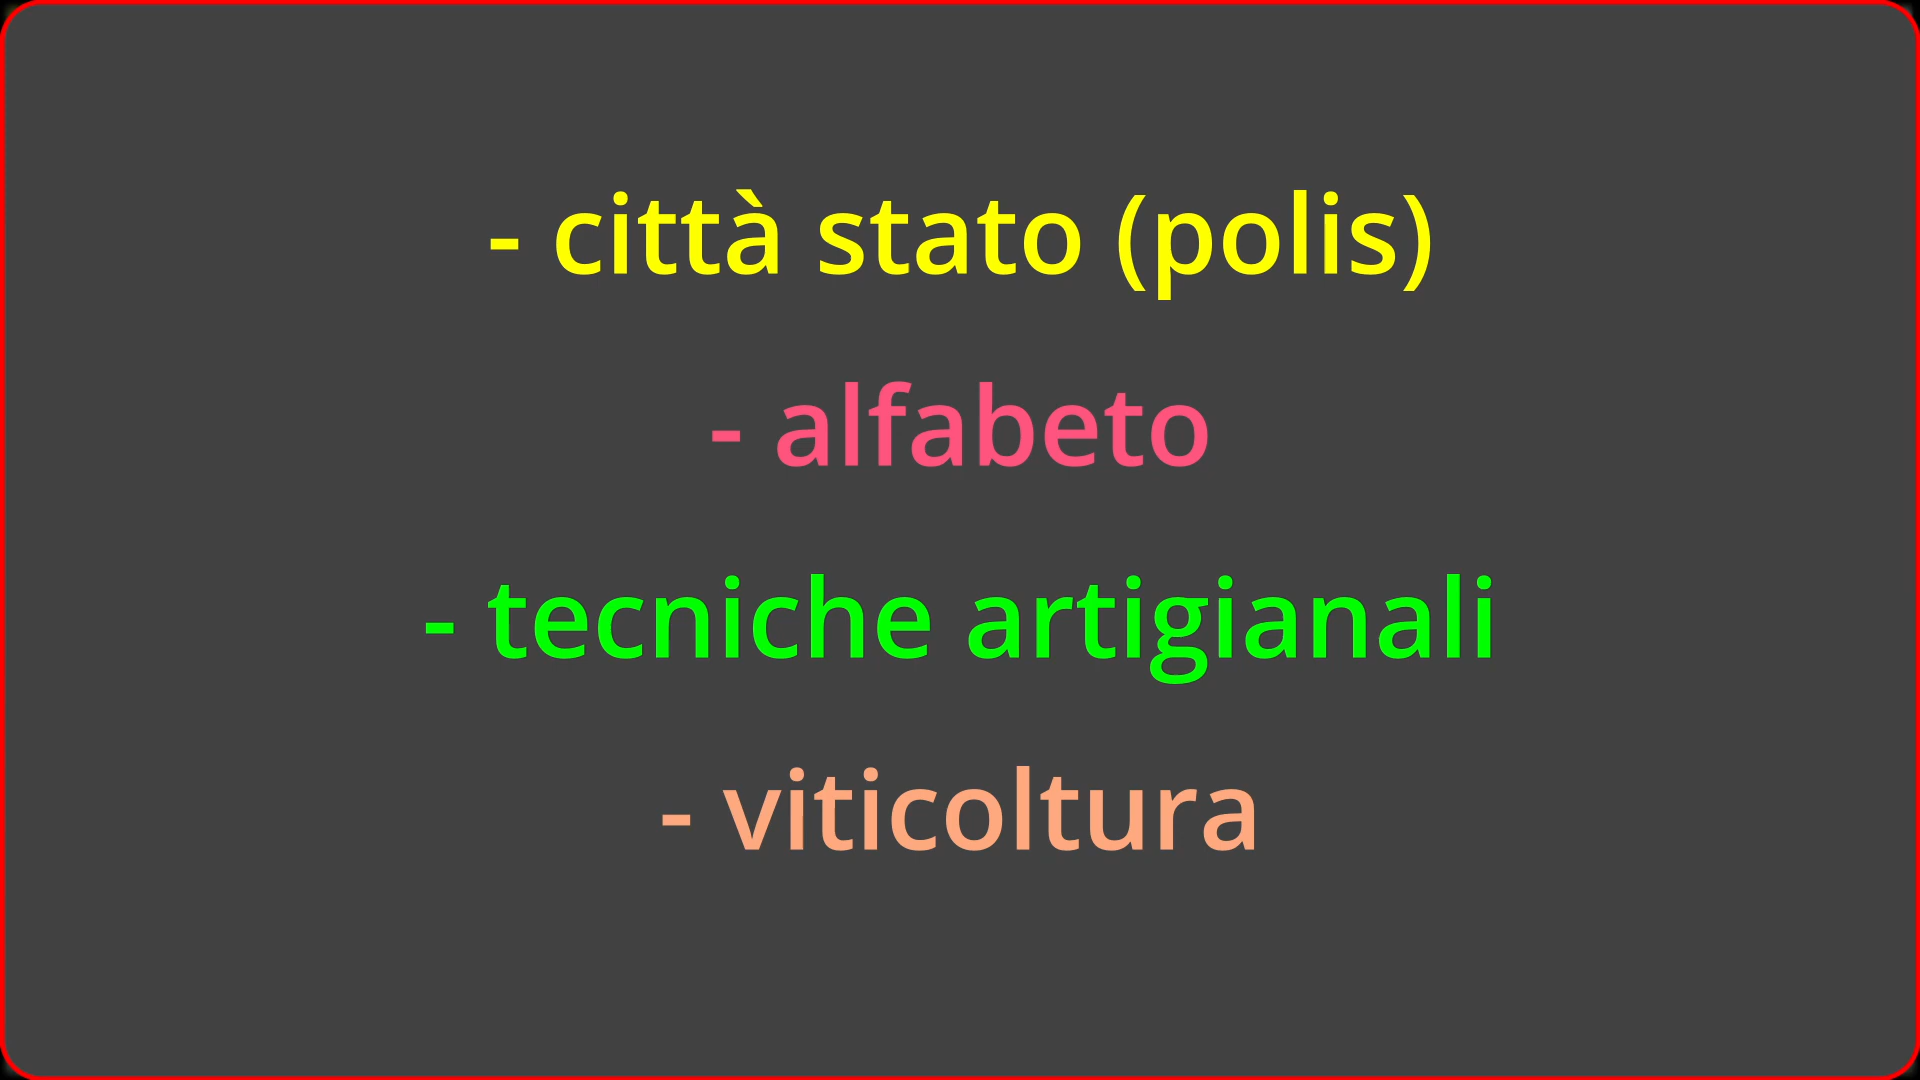 - città stato (polis)
- alfabeto
- tecniche artigianali
- viticoltura